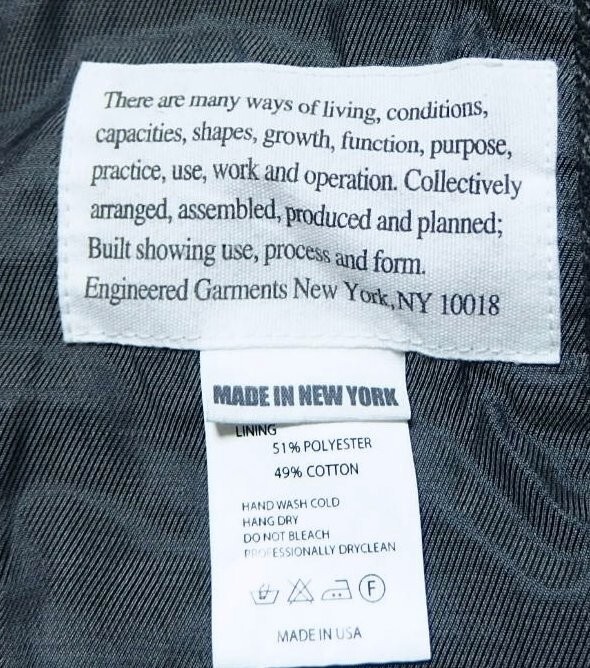 There are many ways of living, conditions,
capacities, shapes, growth, function, purpose,
practice, use, work and operation. Collectively
arranged, assembled, produced and planned;
Built showing use, process and form.
Engineered Garments New York, NY 10018
MADE IN NEW YORK
LINING
51% POLYESTER
49% COTTON
HAND WASH COLD
HANG DRY
DO NOT BLEACH
PROFESSIONALLY DRYCLEAN
F
MADE IN USA